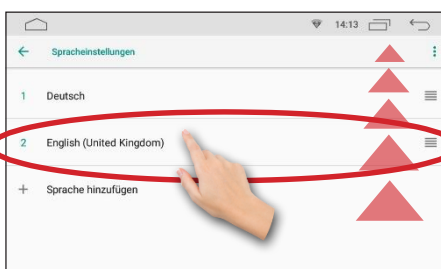 14:13
Spracheinstellungen
1 Deutsch
2 English (United Kingdom)
+ Sprache hinzufügen